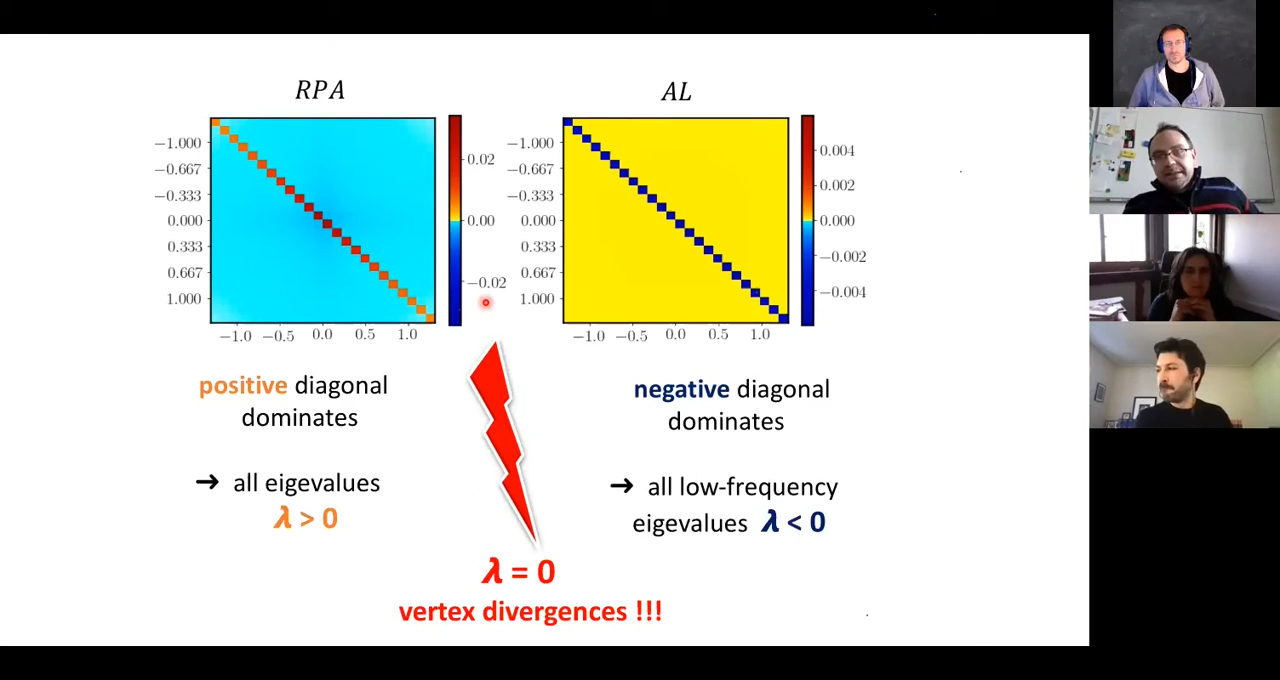 RPA
AL
-1.000
-0.667
-0.333
0.000
0.333
0.667
1.000
-1.0 -0.5 0.0 0.5 1.0
0.02
0.00
-0.02
-1.000
-0.667
-0.333
0.000
0.333
0.667
1.000
-1.0 -0.5 0.0 0.5 1.0
0.004
0.002
0.000
-0.002
-0.004
positive diagonal
dominates
➔ all eigevalues
λ > 0
negative diagonal
dominates
➔ all low-frequency
eigevalues λ < 0
λ = 0
vertex divergences !!!